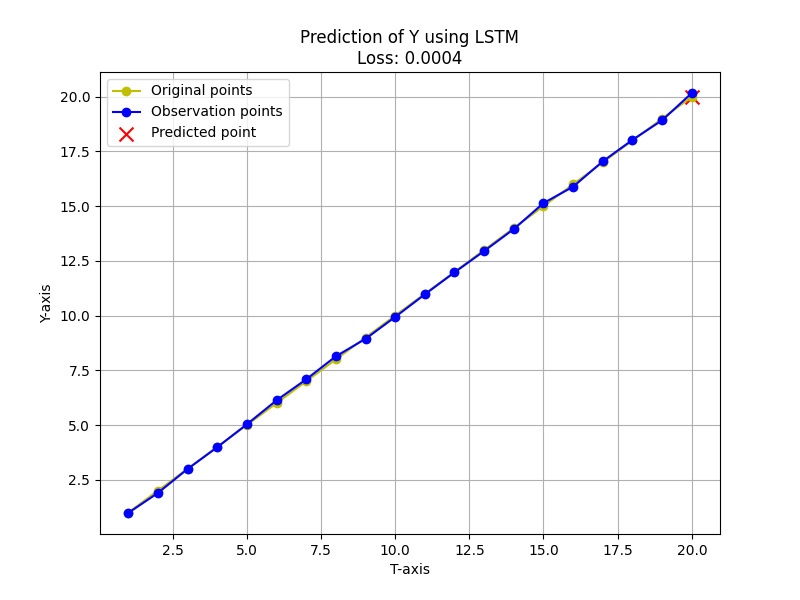 Prediction of Y using LSTM
Loss: 0.0004
Original points
Observation points
Predicted point
20.0
17.5
15.0
12.5
10.0
7.5
5.0
2.5
Y-axis
2.5 5.0 7.5 10.0 12.5 15.0 17.5 20.0
T-axis